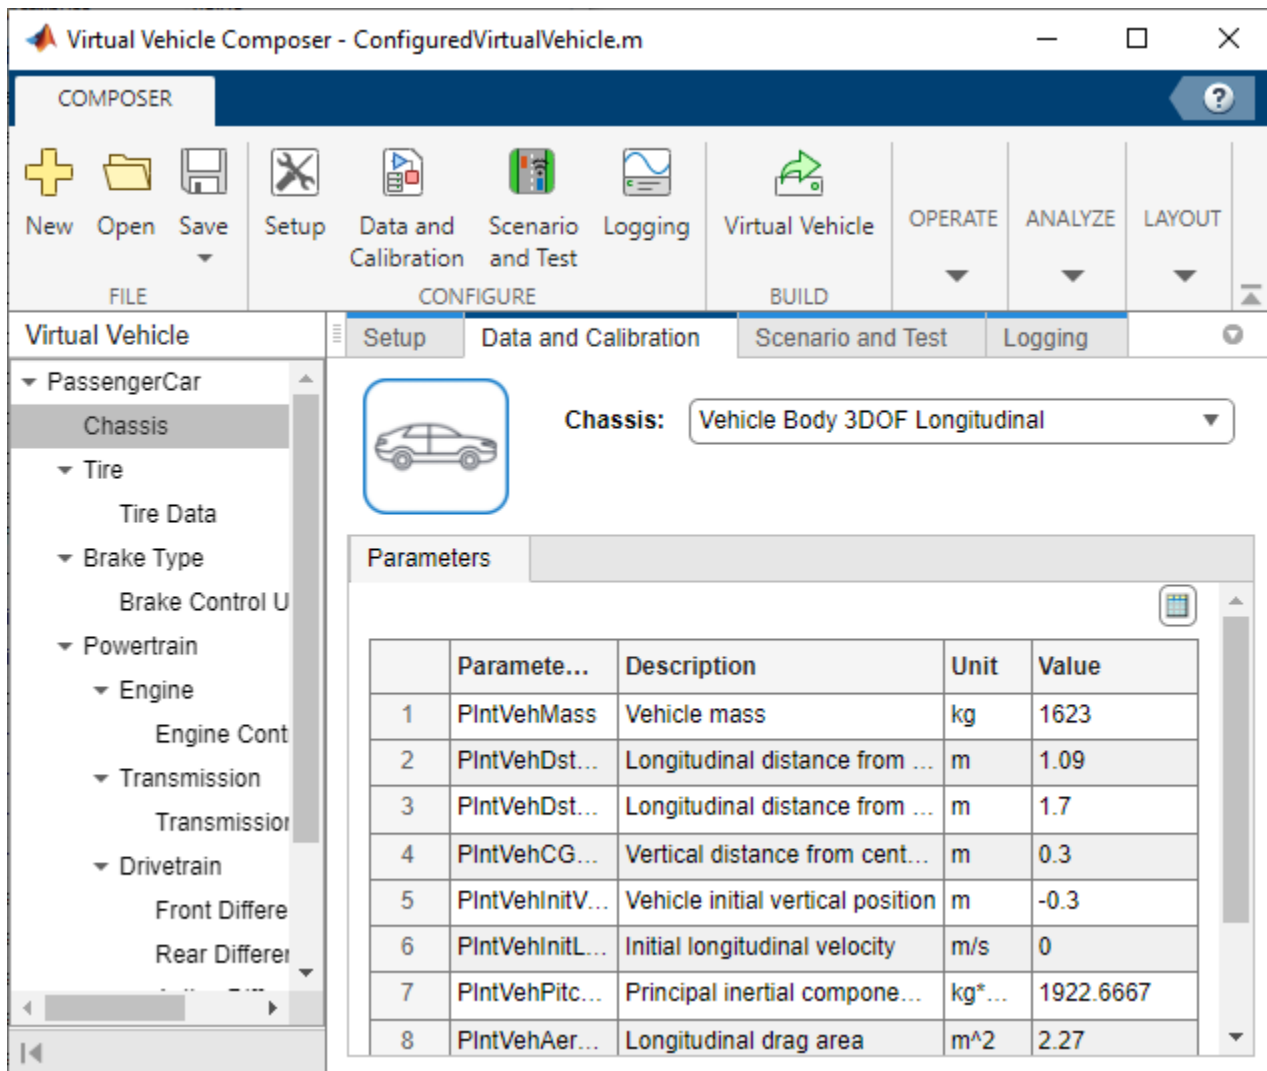 Virtual Vehicle Composer - ConfiguredVirtualVehicle.m
COMPOSER
?
New Open Save Setup Data and Calibration Scenario and Test Logging Virtual Vehicle OPERATE ANALYZE LAYOUT
FILE CONFIGURE BUILD
Virtual Vehicle
PassengerCar
Chassis
Tire
Tire Data
Brake Type
Brake Control U
Powertrain
Engine
Engine Cont
Transmission
Transmission
Drivetrain
Front Differe
Rear Differer
Setup Data and Calibration Scenario and Test Logging
Chassis: Vehicle Body 3DOF Longitudinal
Parameters
Paramete... Description Unit Value
1 PlntVehMass Vehicle mass kg 1623
2 PlntVehDst... Longitudinal distance from ... m 1.09
3 PlntVehDst... Longitudinal distance from ... m 1.7
4 PlntVehCG... Vertical distance from cent... m 0.3
5 PlntVehInitV... Vehicle initial vertical position m -0.3
6 PlntVehInitL... Initial longitudinal velocity m/s 0
7 PlntVehPitc... Principal inertial compone... kg*... 1922.6667
8 PlntVehAer... Longitudinal drag area m^2 2.27